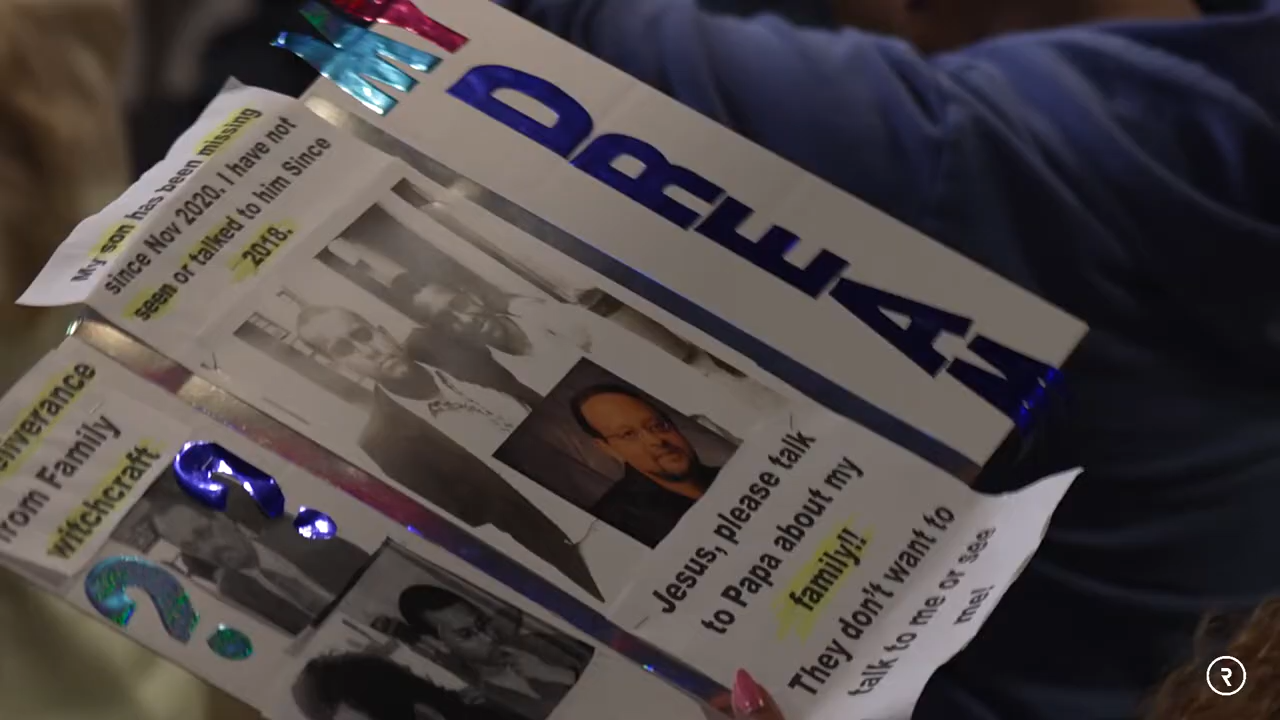 MY
DREAM
My son has been missing
since Nov 2020. I have not
seen or talked to him Since
2018.
Jesus, please talk
to Papa about my
family!!
They don't want to
talk to me or see
me!
from Family
witchcraft
?
?
R